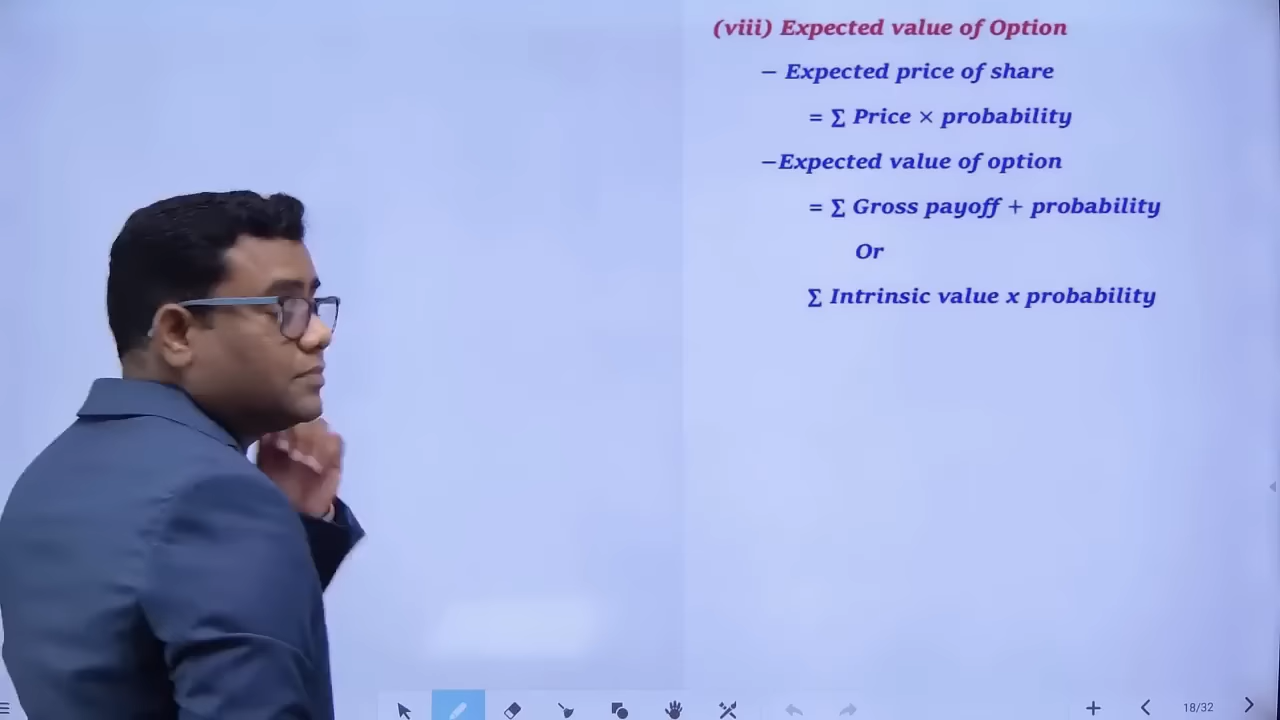 (viii) Expected value of Option
– Expected price of share
= ∑ Price × probability
–Expected value of option
= ∑ Gross payoff + probability
Or
∑ Intrinsic value x probability
18/32